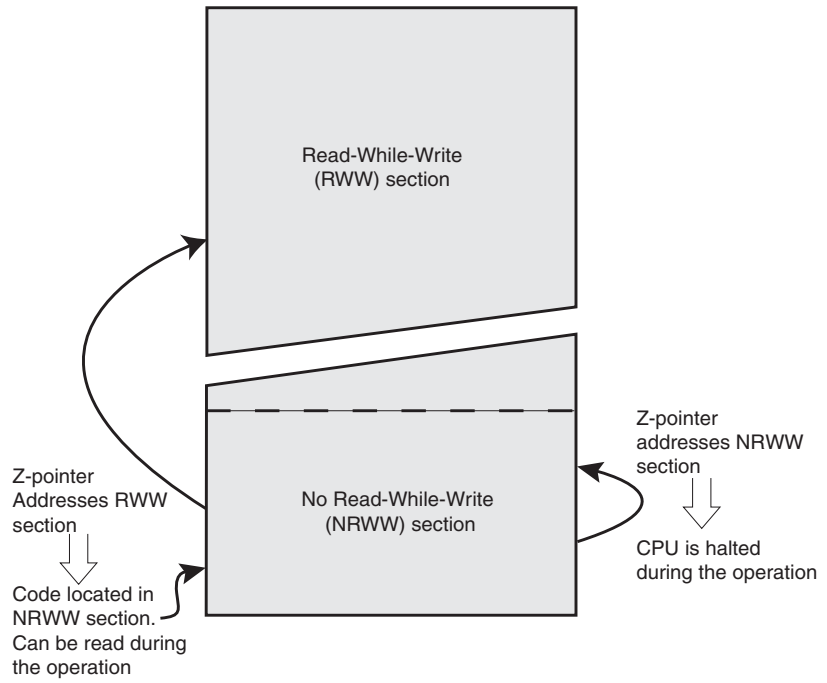 Read-While-Write
(RWW) section
Z-pointer
Addresses RWW
section
Code located in
NRWW section.
Can be read during
the operation
No Read-While-Write
(NRWW) section
Z-pointer
addresses NRWW
section
CPU is halted
during the operation